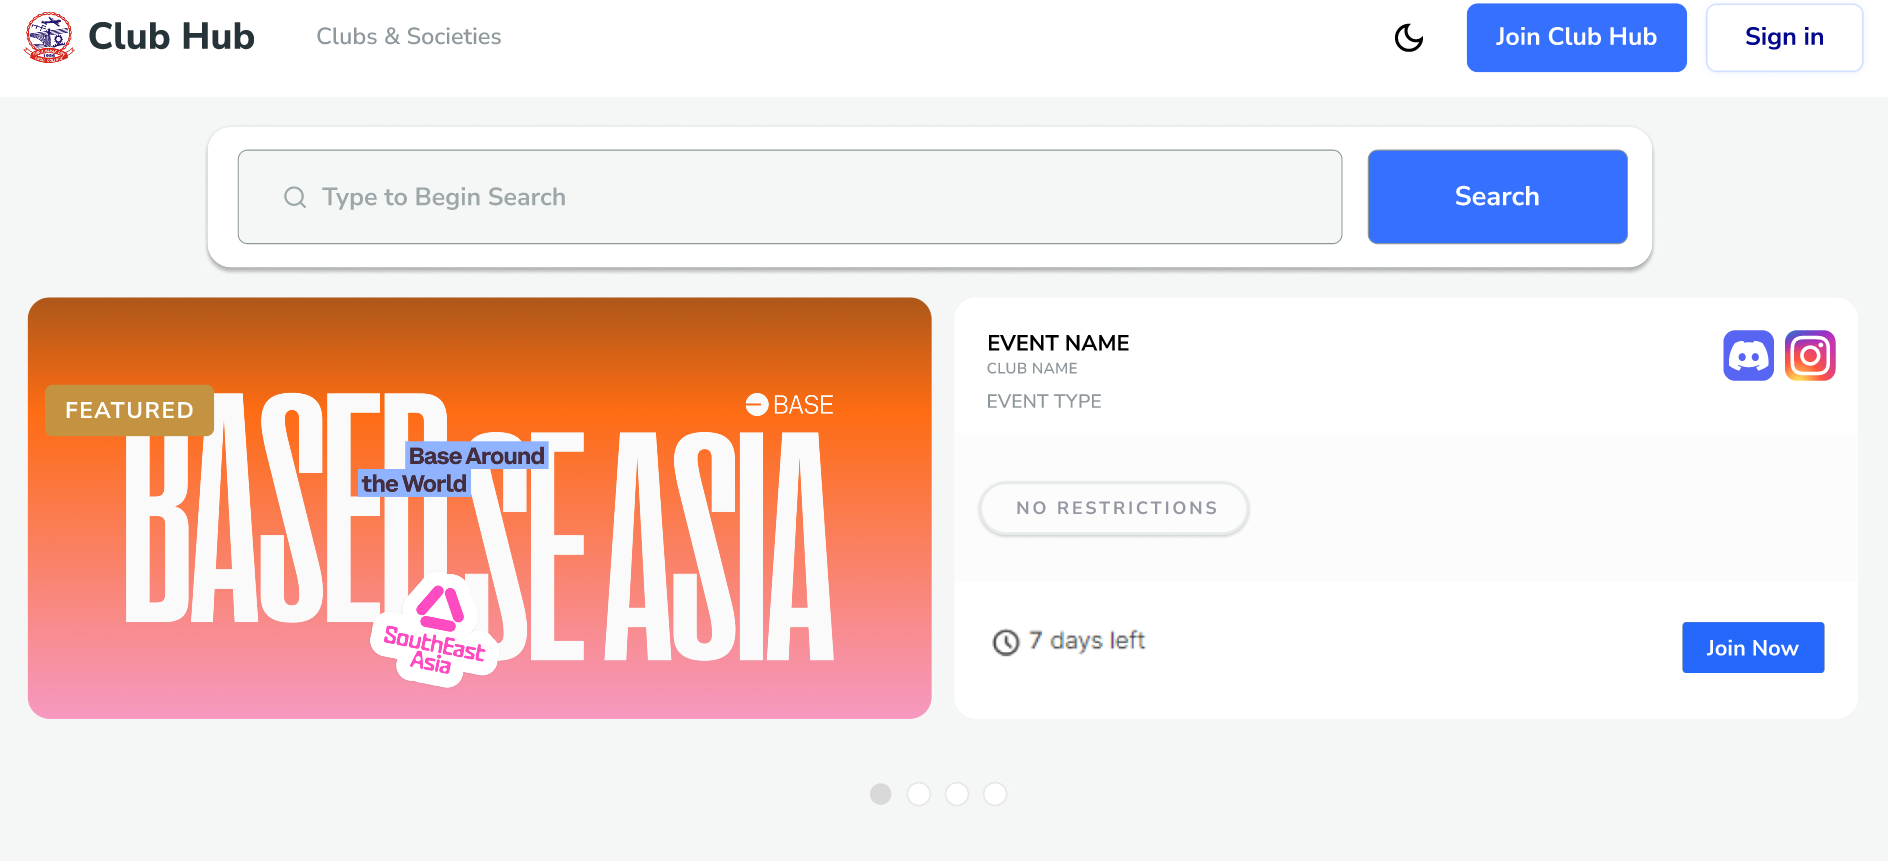 Club Hub
Clubs & Societies
Join Club Hub
Sign in
Type to Begin Search
Search
FEATURED
BASED
SE ASIA
BASE
Base Around
the World
SouthEast
Asia
EVENT NAME
CLUB NAME
EVENT TYPE
NO RESTRICTIONS
7 days left
Join Now